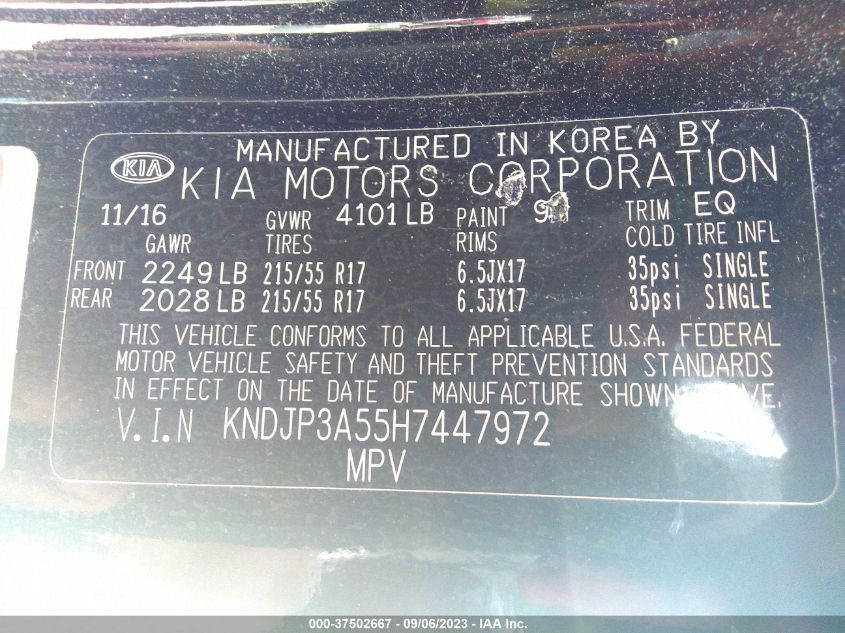 MANUFACTURED IN KOREA BY
KIA KIA MOTORS CORPORATION
11/16 GVWR 4101 LB PAINT TRIM EQ
GAWR TIRES RIMS COLD TIRE INFL
FRONT 2249 LB 215/55 R17 6.5JX17 35psi SINGLE
REAR 2028 LB 215/55 R17 6.5JX17 35psi SINGLE
THIS VEHICLE CONFORMS TO ALL APPLICABLE U.S.A. FEDERAL
MOTOR VEHICLE SAFETY AND THEFT PREVENTION STANDARDS
IN EFFECT ON THE DATE OF MANUFACTURE SHOWN
V.I.N KNDJP3A55H7447972
MPV
000-37502667 - 09/06/2023 - IAA Inc.